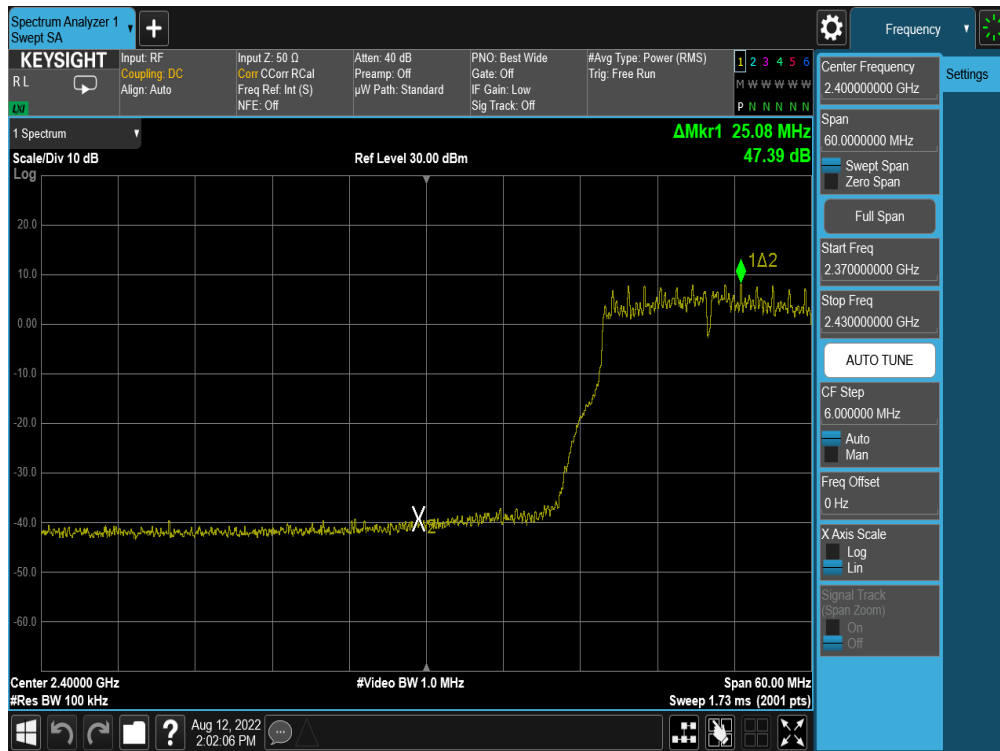 Spectrum Analyzer 1
Swept SA
Frequency
KEYSIGHT
R L
LXI
Input: RF
Coupling: DC
Align: Auto
Input Z: 50 Ω
Corr CCorr RCal
Freq Ref: Int (S)
NFE: Off
Atten: 40 dB
Preamp: Off
µW Path: Standard
PNO: Best Wide
Gate: Off
IF Gain: Low
Sig Track: Off
#Avg Type: Power (RMS)
Trig: Free Run
1 2 3 4 5 6
M W W W W W
P N N N N N
1 Spectrum
Scale/Div 10 dB
Log
Ref Level 30.00 dBm
ΔMkr1 25.08 MHz
47.39 dB
20.0
10.0
0.00
-10.0
-20.0
-30.0
-40.0
-50.0
-60.0
1Δ2
X2
Center 2.40000 GHz
#Res BW 100 kHz
#Video BW 1.0 MHz
Span 60.00 MHz
Sweep 1.73 ms (2001 pts)
Center Frequency
2.400000000 GHz
Settings
Span
60.0000000 MHz
Swept Span
Zero Span
Full Span
Start Freq
2.370000000 GHz
Stop Freq
2.430000000 GHz
AUTO TUNE
CF Step
6.000000 MHz
Auto
Man
Freq Offset
0 Hz
X Axis Scale
Log
Lin
Signal Track
(Span Zoom)
On
Off
?
Aug 12, 2022
2:02:06 PM